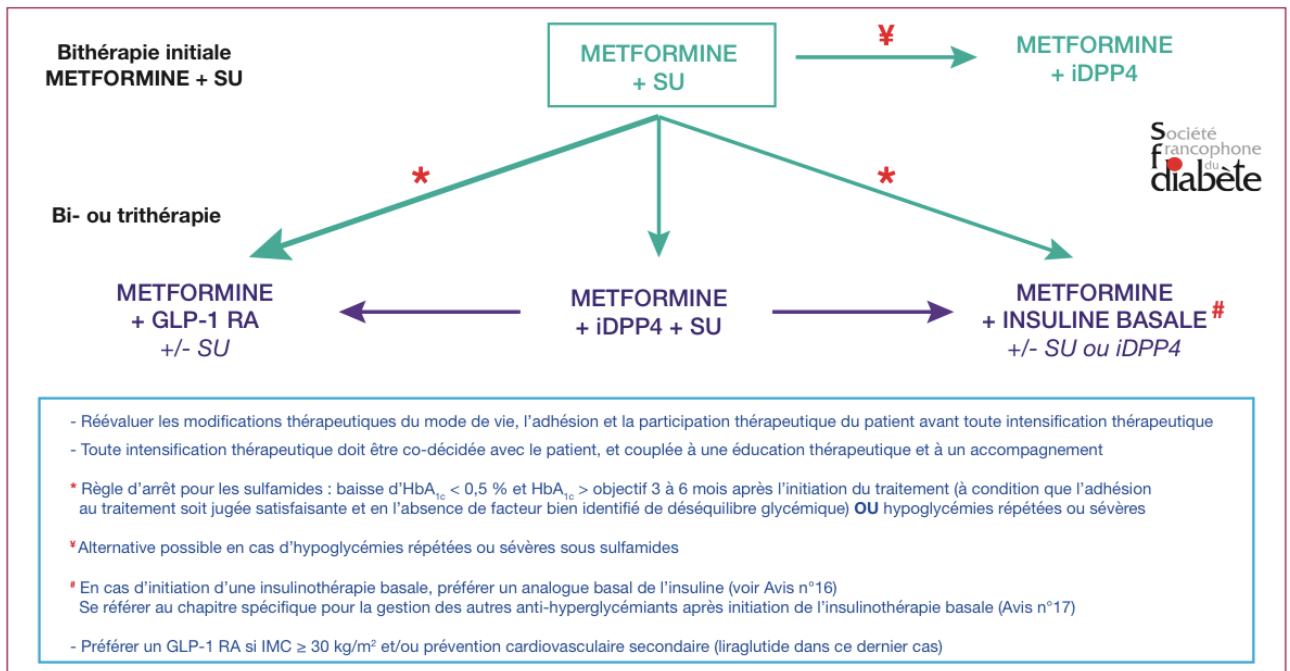 Bithérapie initiale
METFORMINE + SU
METFORMINE
+ SU
¥
METFORMINE
+ iDPP4
Société
francophone
du
diabète
*
*
Bi- ou trithérapie
METFORMINE
+ GLP-1 RA
+/- SU
METFORMINE
+ iDPP4 + SU
METFORMINE
+ INSULINE BASALE #
+/- SU ou iDPP4
- Réévaluer les modifications thérapeutiques du mode de vie, l’adhésion et la participation thérapeutique du patient avant toute intensification thérapeutique
- Toute intensification thérapeutique doit être co-décidée avec le patient, et couplée à une éducation thérapeutique et à un accompagnement
* Règle d’arrêt pour les sulfamides : baisse d’HbA1c < 0,5 % et HbA1c > objectif 3 à 6 mois après l’initiation du traitement (à condition que l’adhésion
au traitement soit jugée satisfaisante et en l’absence de facteur bien identifié de déséquilibre glycémique) OU hypoglycémies répétées ou sévères
¥ Alternative possible en cas d’hypoglycémies répétées ou sévères sous sulfamides
# En cas d’initiation d’une insulinothérapie basale, préférer un analogue basal de l’insuline (voir Avis n°16)
Se référer au chapitre spécifique pour la gestion des autres anti-hyperglycémiants après initiation de l’insulinothérapie basale (Avis n°17)
- Préférer un GLP-1 RA si IMC ≥ 30 kg/m² et/ou prévention cardiovasculaire secondaire (liraglutide dans ce dernier cas)